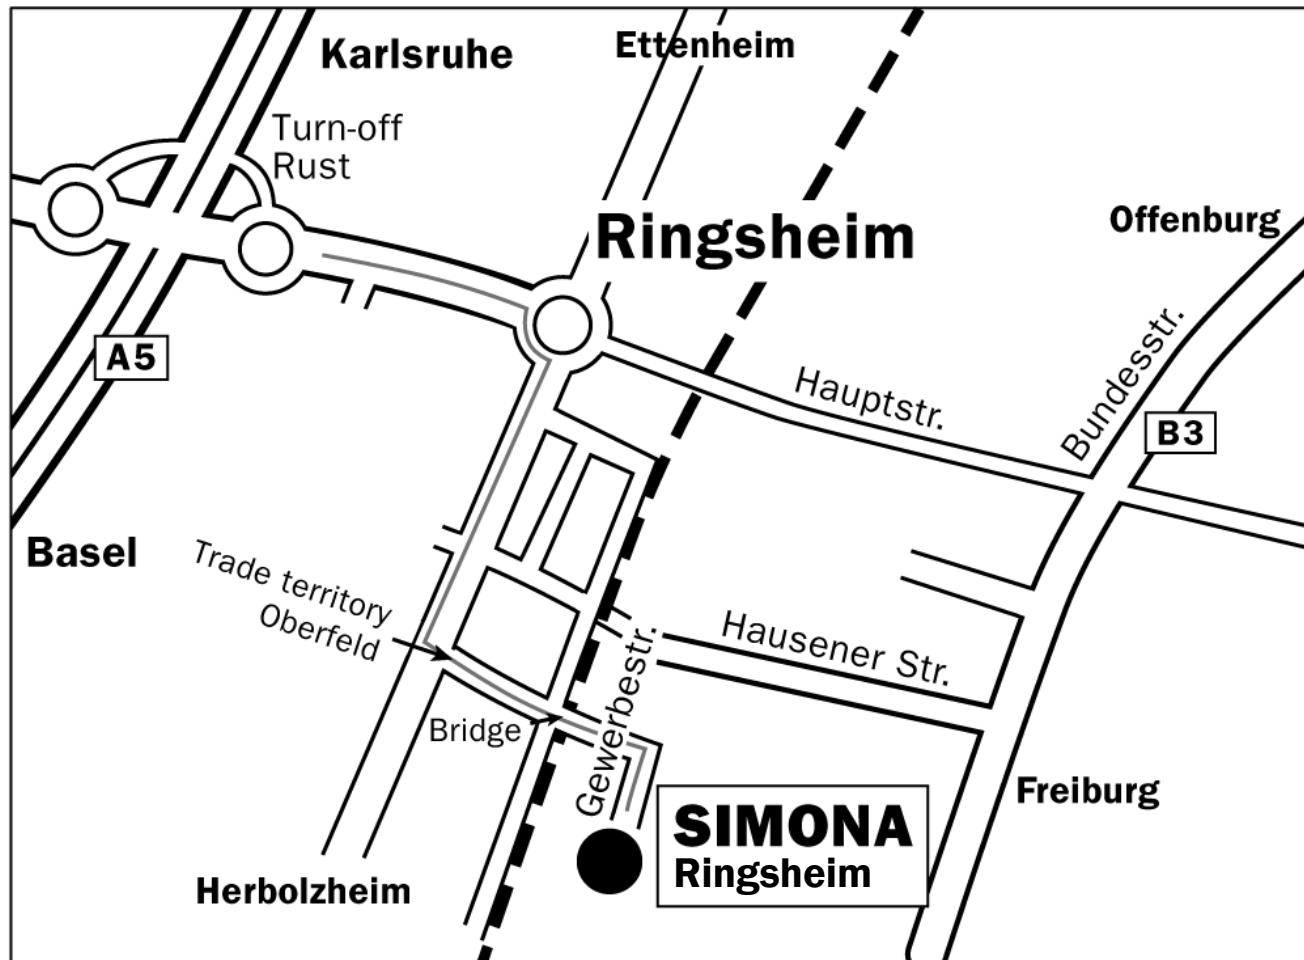 Karlsruhe
Ettenheim
Turn-off
Rust
Ringsheim
Offenburg
A5
Hauptstr.
Bundesstr.
B3
Basel
Trade territory
Oberfeld
Hausener Str.
Gewerbestr.
Bridge
Freiburg
SIMONA
Ringsheim
Herbolzheim